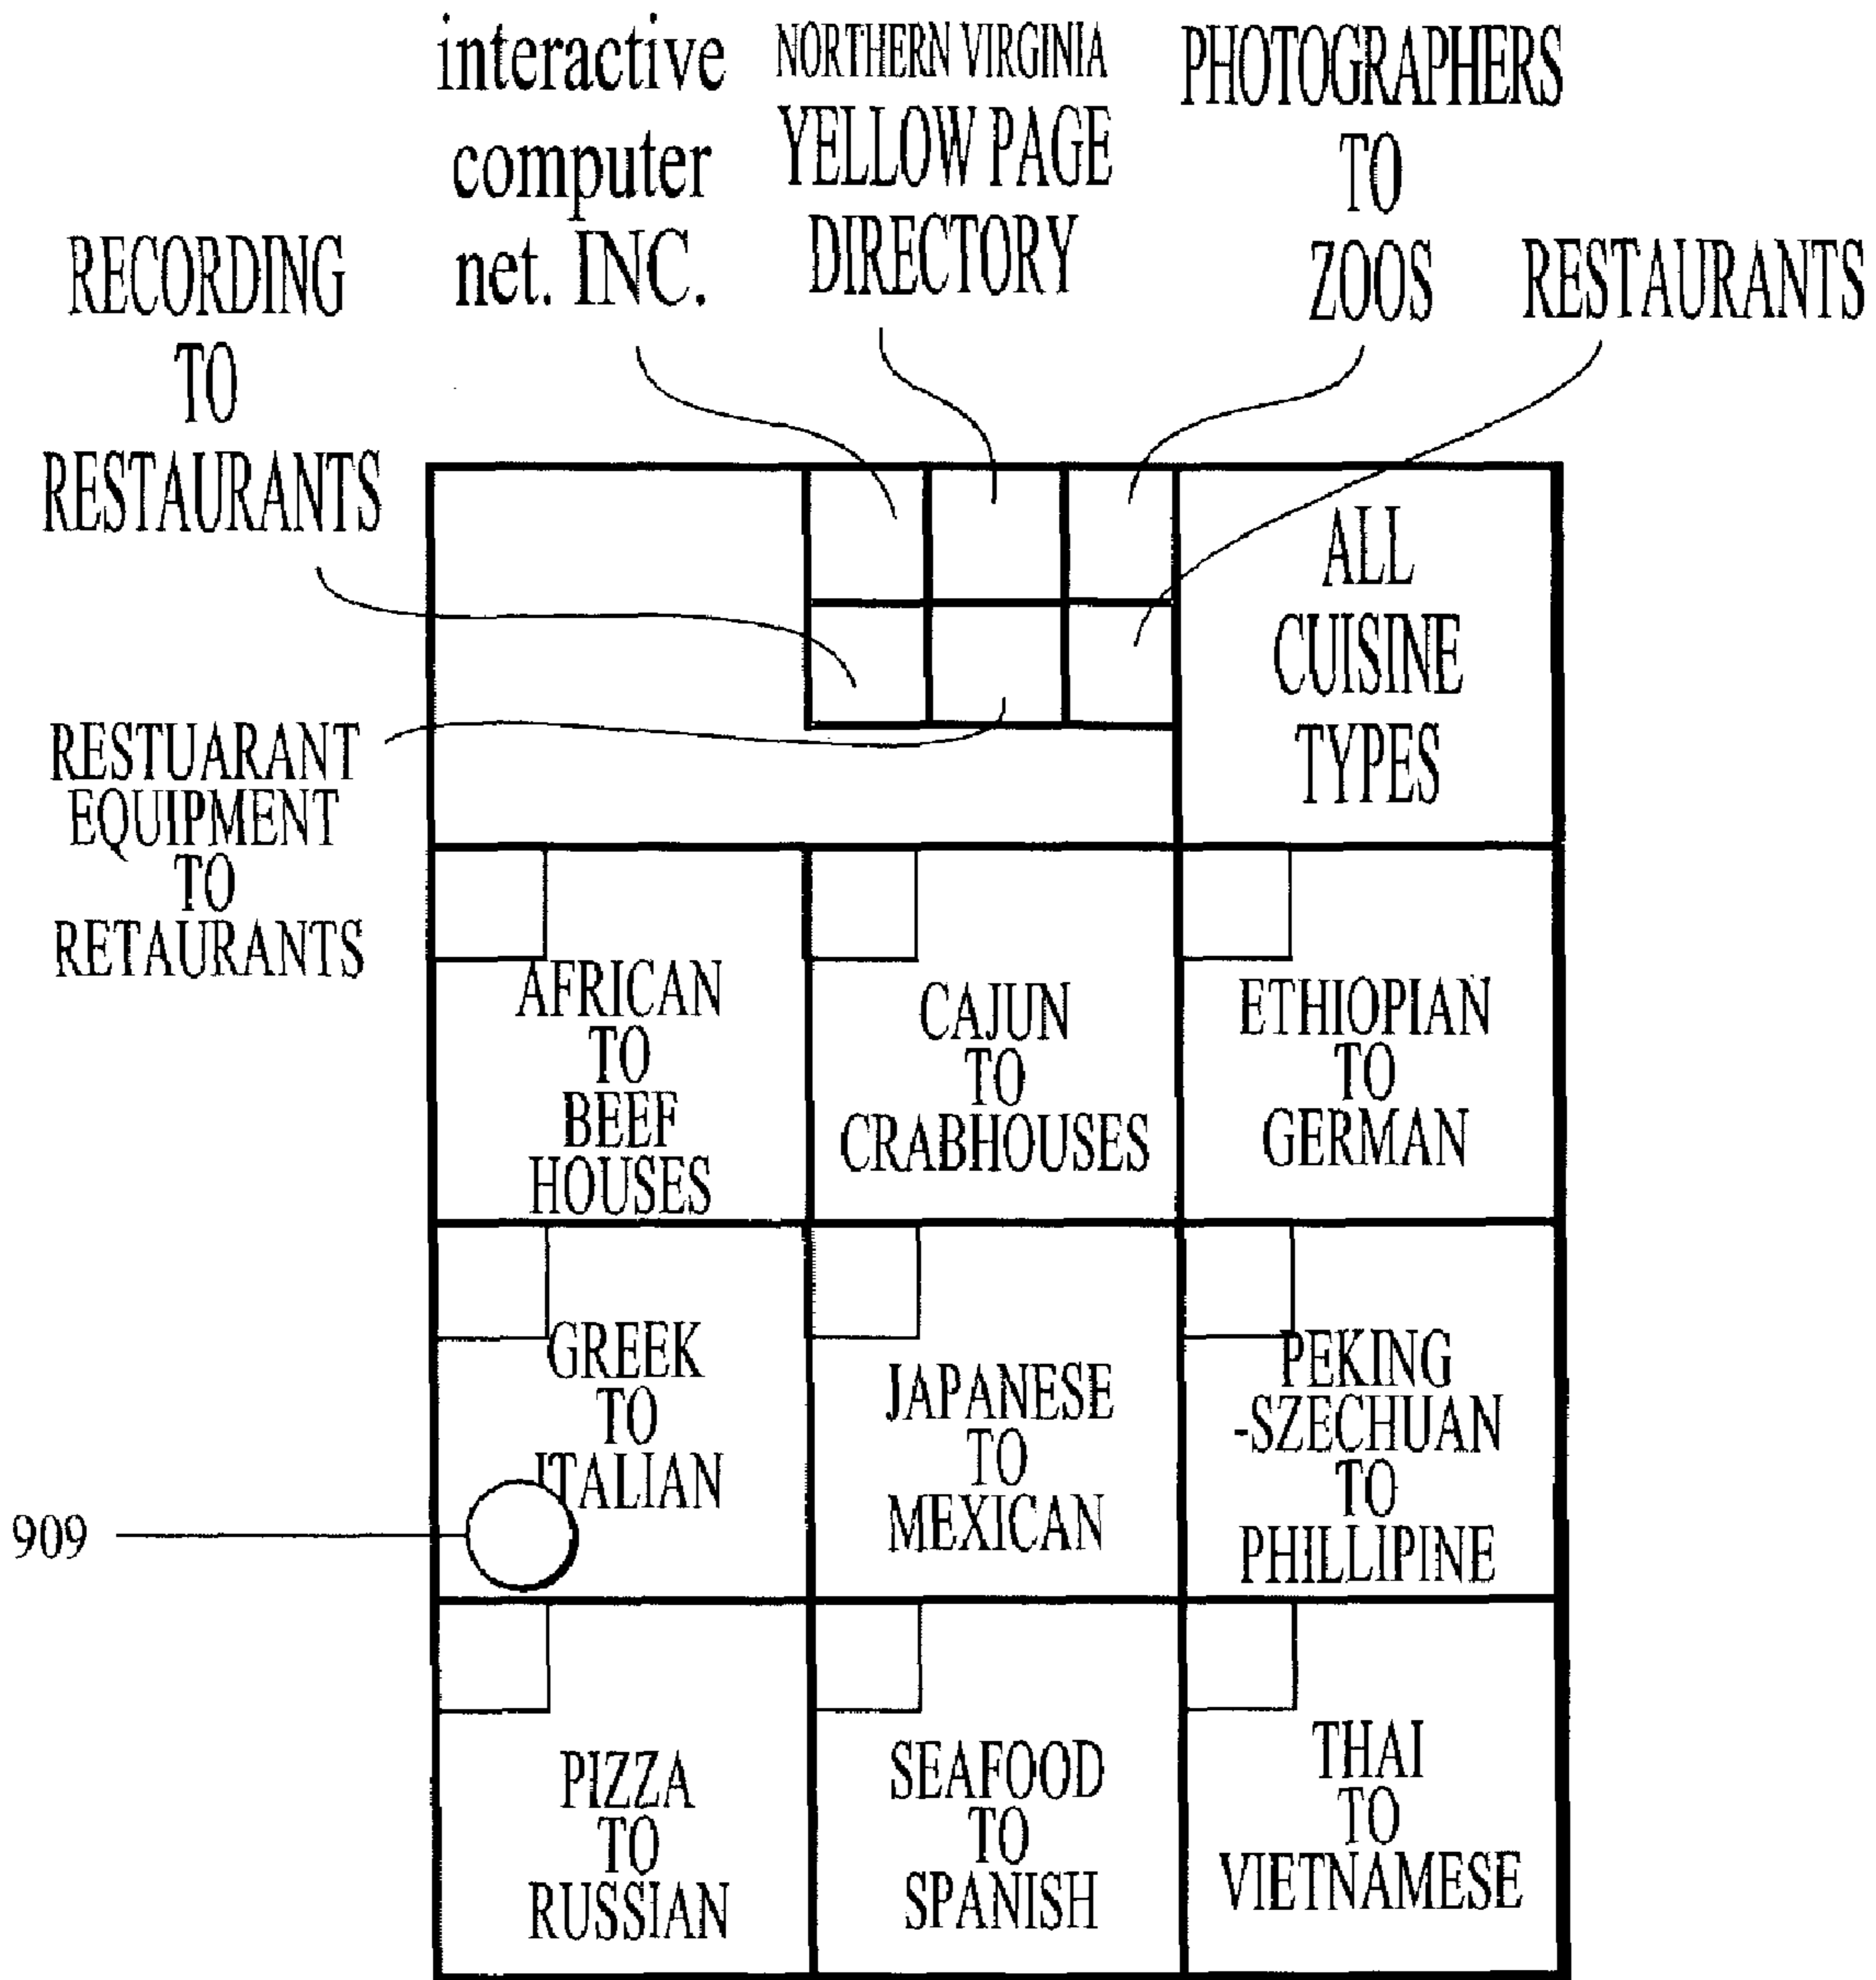 interactive
computer
net. INC.
NORTHERN VIRGINIA
YELLOW PAGE
DIRECTORY
PHOTOGRAPHERS
TO
ZOOS
RESTAURANTS
RECORDING
TO
RESTAURANTS
RESTUARANT
EQUIPMENT
TO
RETAURANTS
ALL
CUISINE
TYPES
AFRICAN
TO
BEEF
HOUSES
CAJUN
TO
CRABHOUSES
ETHIOPIAN
TO
GERMAN
GREEK
TO
ITALIAN
JAPANESE
TO
MEXICAN
PEKING
-SZECHUAN
TO
PHILLIPINE
909
PIZZA
TO
RUSSIAN
SEAFOOD
TO
SPANISH
THAI
TO
VIETNAMESE